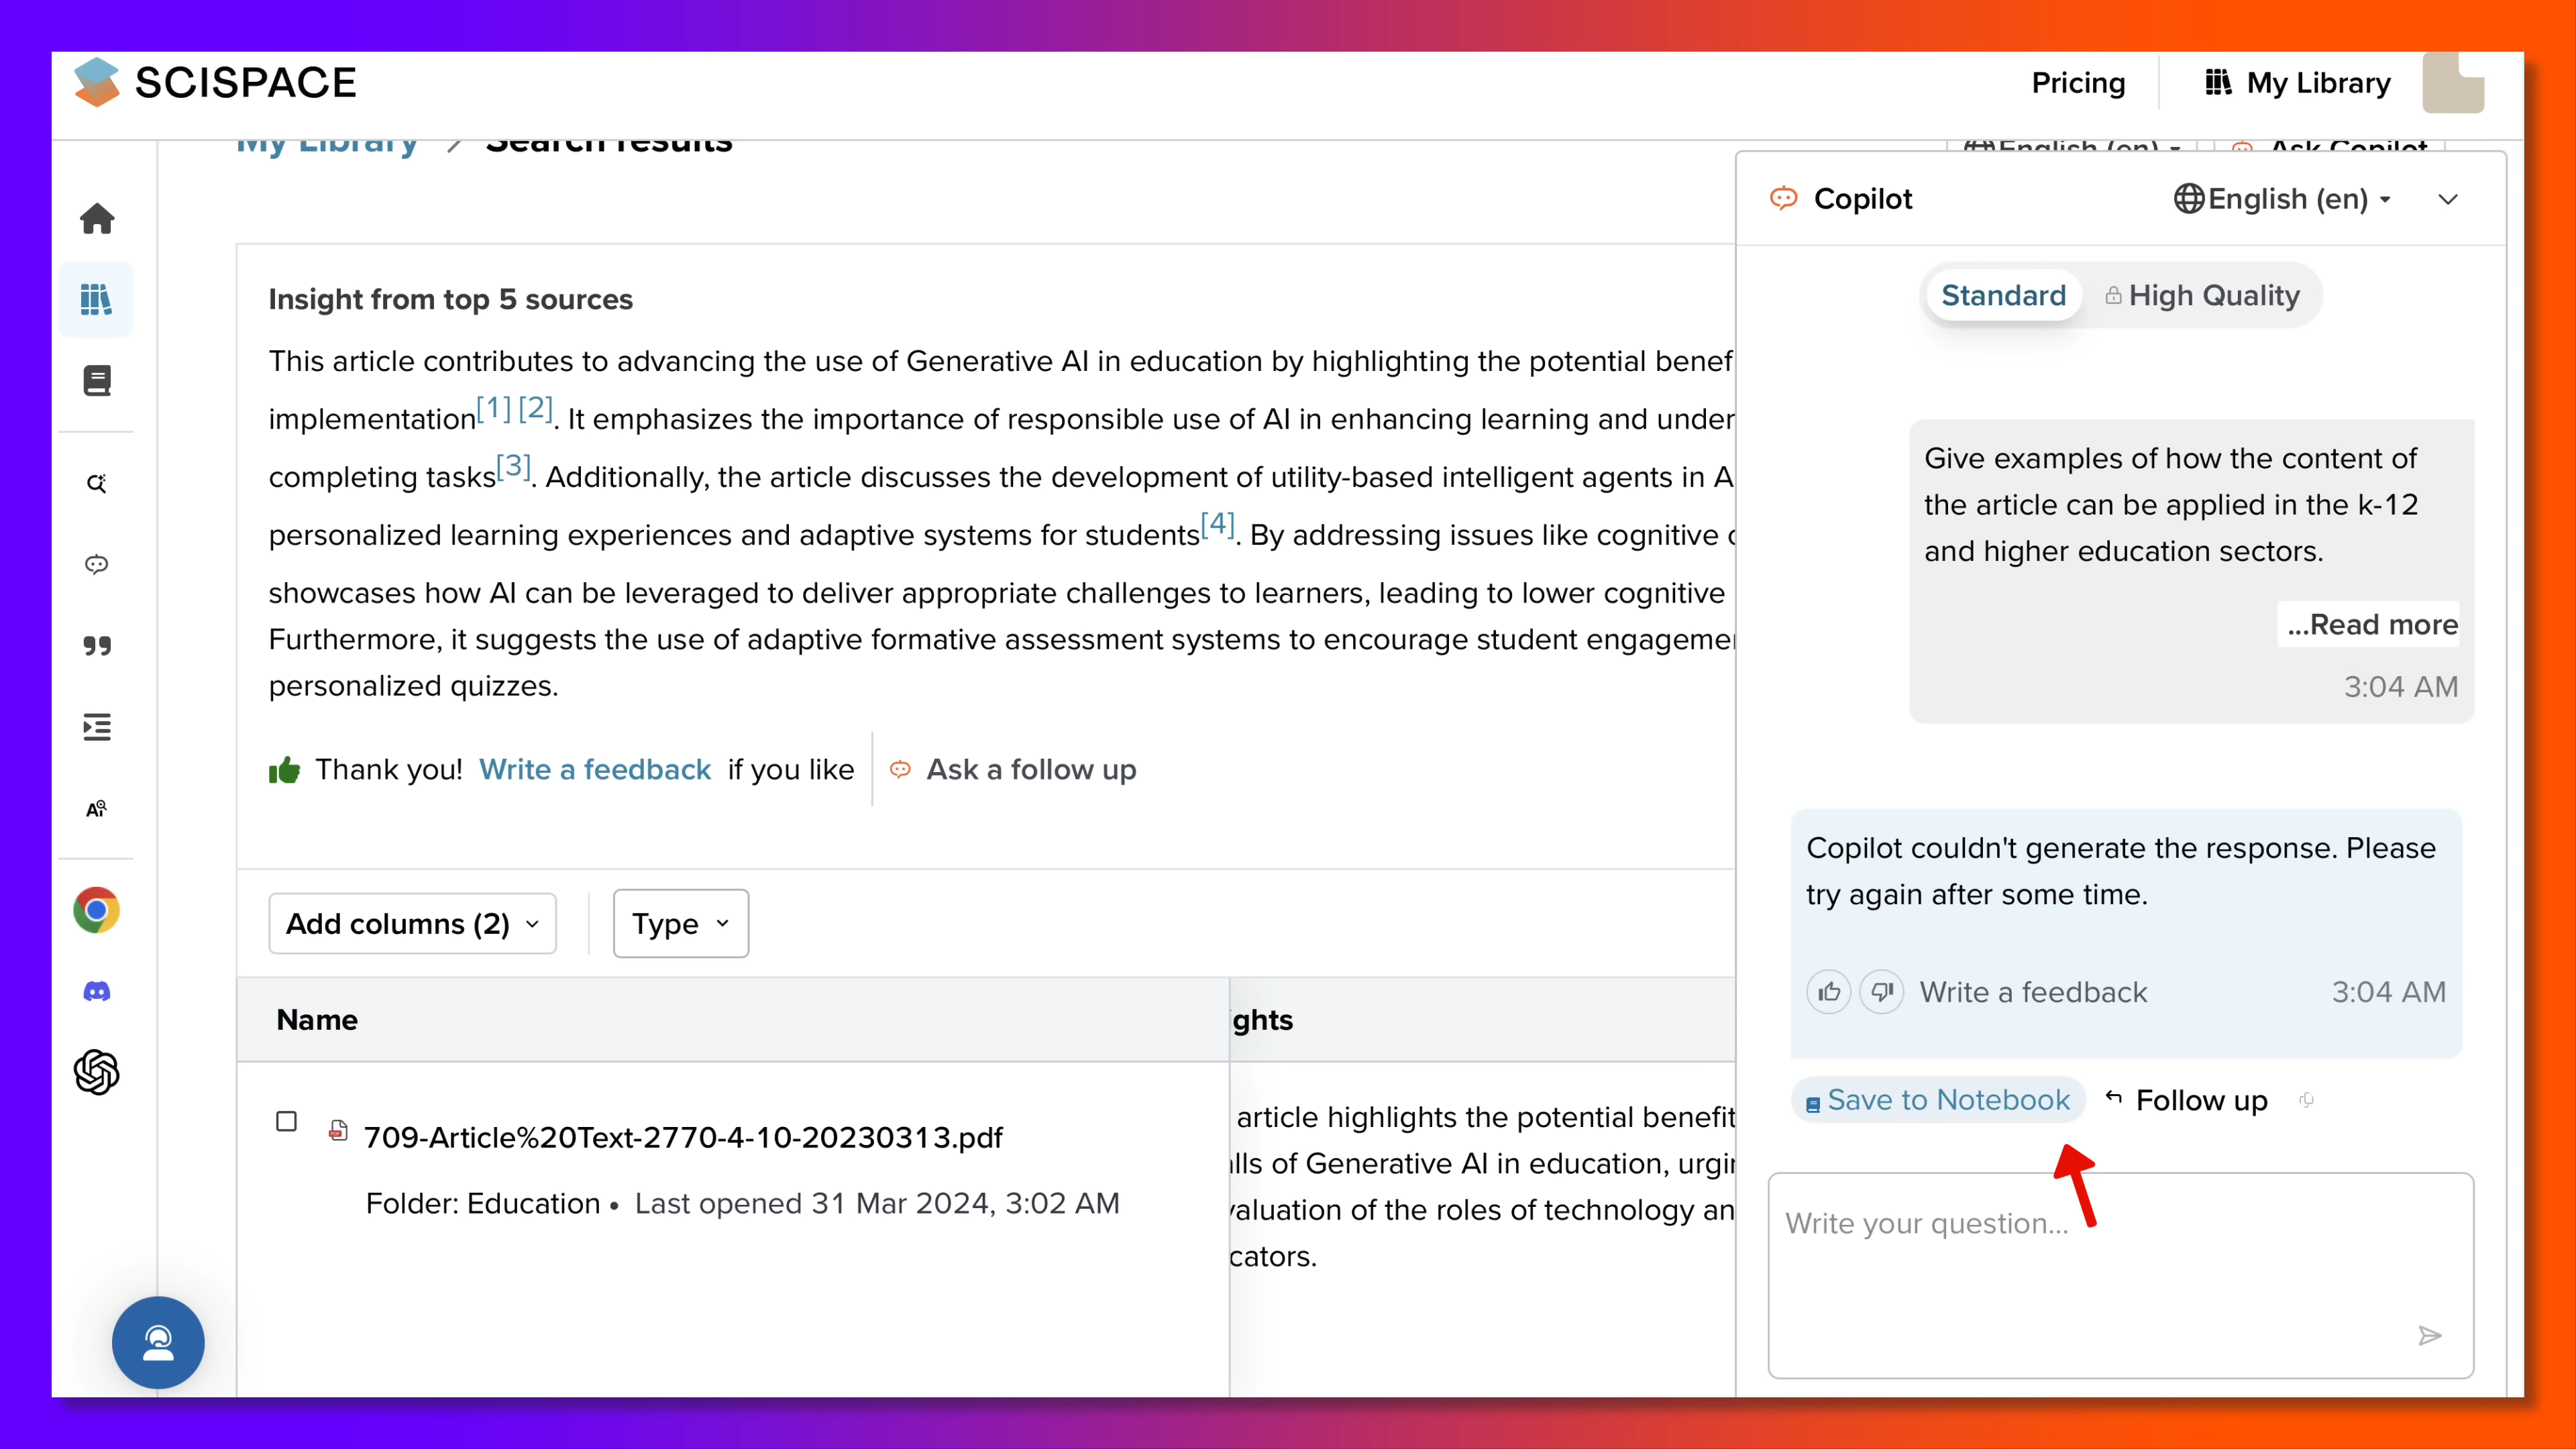 SCISPACE
Pricing
My Library
My Library / Search results
English (en)
Ask Copilot
Insight from top 5 sources
This article contributes to advancing the use of Generative AI in education by highlighting the potential benef
implementation[1] [2]. It emphasizes the importance of responsible use of AI in enhancing learning and under
completing tasks[3]. Additionally, the article discusses the development of utility-based intelligent agents in A
personalized learning experiences and adaptive systems for students[4]. By addressing issues like cognitive
showcases how AI can be leveraged to deliver appropriate challenges to learners, leading to lower cognitive
Furthermore, it suggests the use of adaptive formative assessment systems to encourage student engageme
personalized quizzes.
Thank you! Write a feedback if you like
Ask a follow up
Add columns (2)
Type
Name
ghts
709-Article%20Text-2770-4-10-20230313.pdf
Folder: Education • Last opened 31 Mar 2024, 3:02 AM
article highlights the potential benefit
lls of Generative AI in education, urgi
aluation of the roles of technology an
cators.
Copilot
English (en)
Standard
High Quality
Give examples of how the content of
the article can be applied in the k-12
and higher education sectors.
...Read more
3:04 AM
Copilot couldn't generate the response. Please
try again after some time.
Write a feedback
3:04 AM
Save to Notebook
Follow up
Write your question...